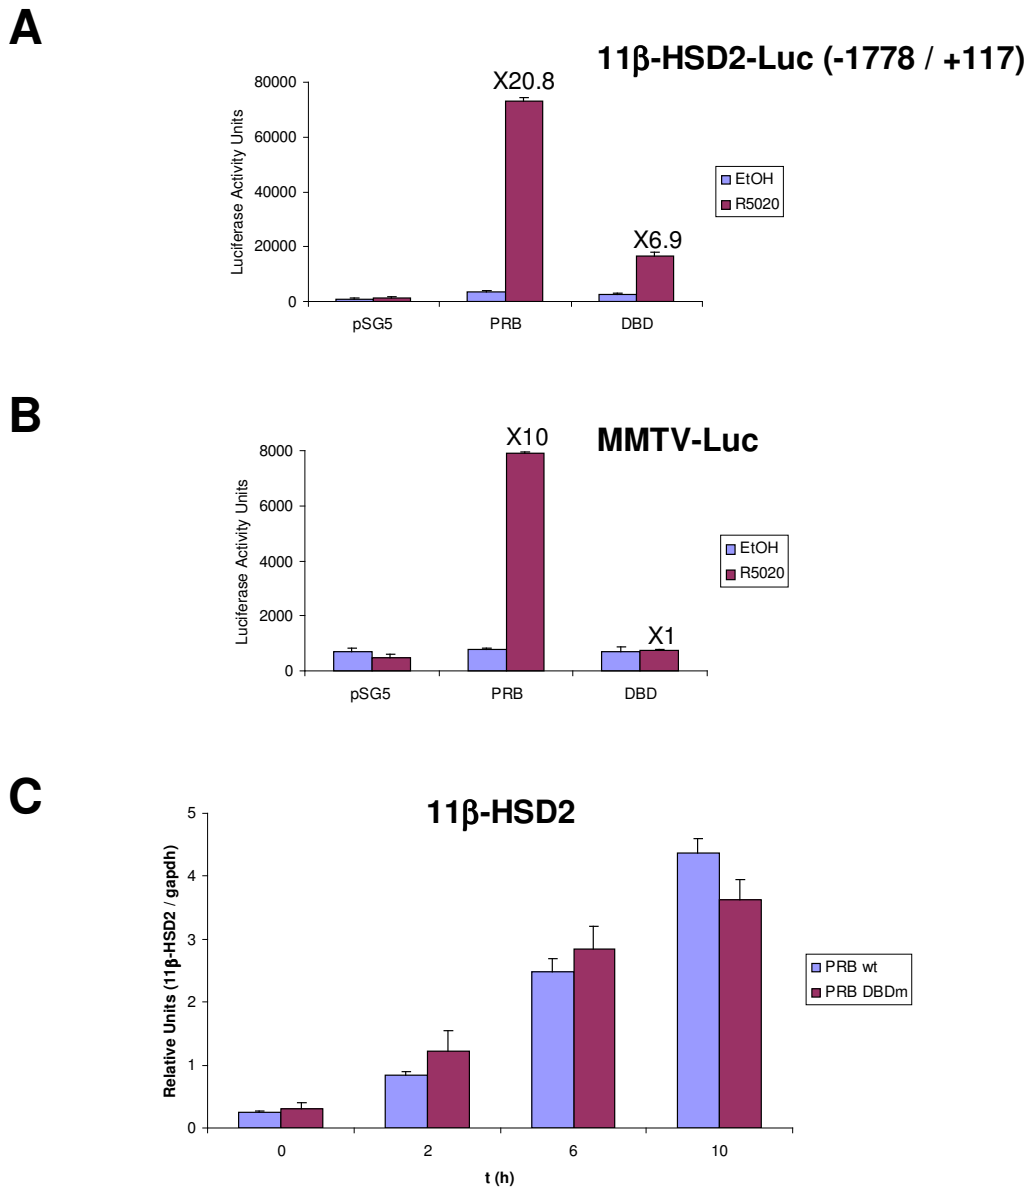 A
11β-HSD2-Luc (-1778 / +117)
80000
60000
40000
20000
0
Luciferase Activity Units
X20.8
X6.9
pSG5 PRB DBD
EtOH
R5020
B
MMTV-Luc
8000
6000
4000
2000
0
Luciferase Activity Units
X10
X1
pSG5 PRB DBD
EtOH
R5020
C
11β-HSD2
5
4
3
2
1
0
Relative Units (11β-HSD2 / gapdh)
0 2 6 10
t (h)
PRB wt
PRB DBDm